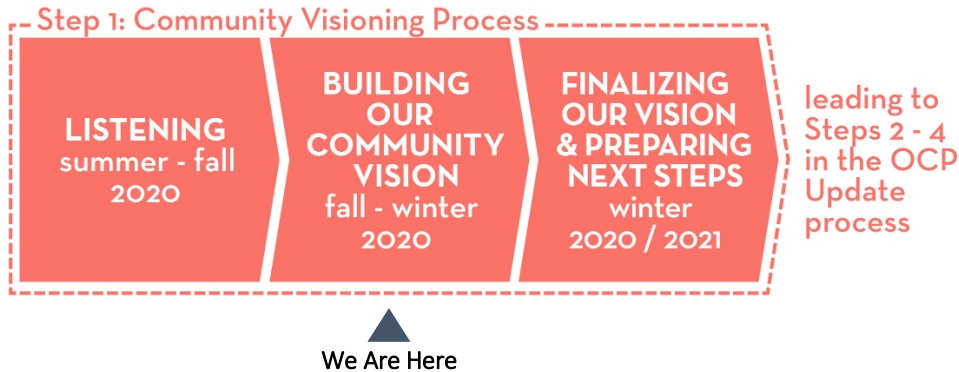 Step 1: Community Visioning Process
LISTENING
summer - fall
2020
BUILDING
OUR
COMMUNITY
VISION
fall - winter
2020
FINALIZING
OUR VISION
& PREPARING
NEXT STEPS
winter
2020 / 2021
leading to
Steps 2 - 4
in the OCP
Update
process
We Are Here